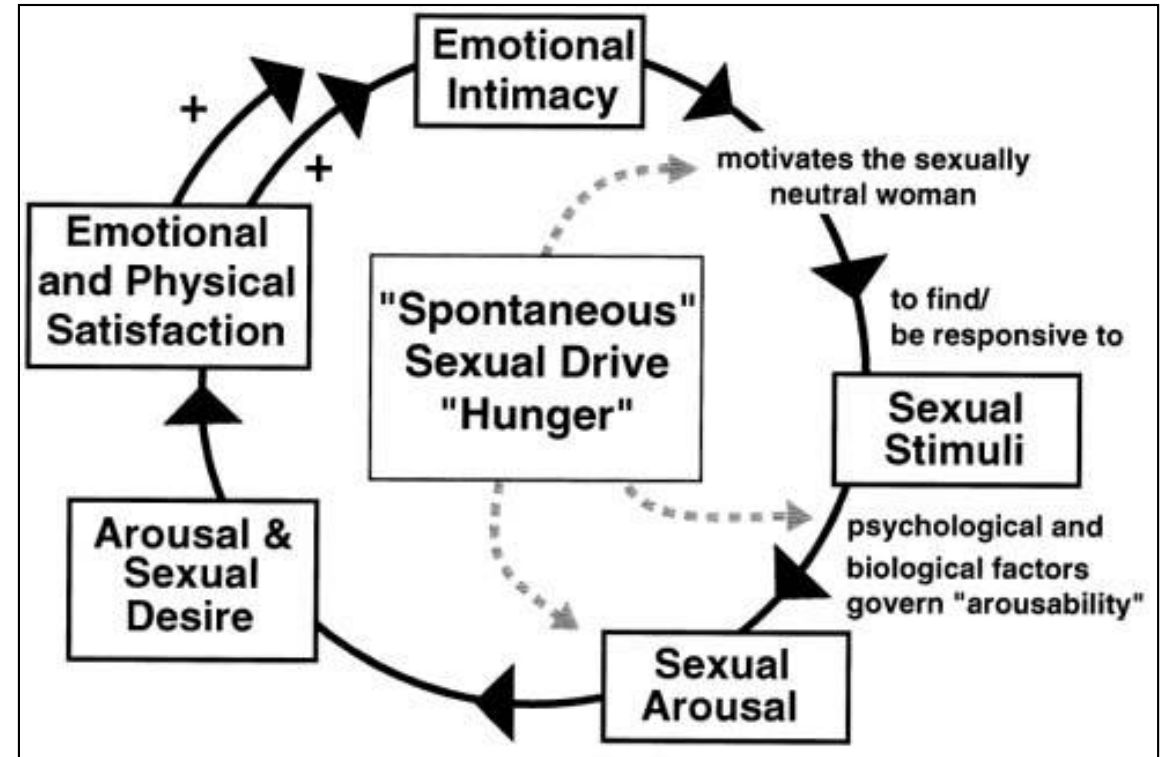 Emotional
Intimacy
+
+
motivates the sexually
neutral woman
Emotional
and Physical
Satisfaction
"Spontaneous"
Sexual Drive
"Hunger"
to find/
be responsive to
Sexual
Stimuli
Arousal &
Sexual
Desire
psychological and
biological factors
govern "arousability"
Sexual
Arousal